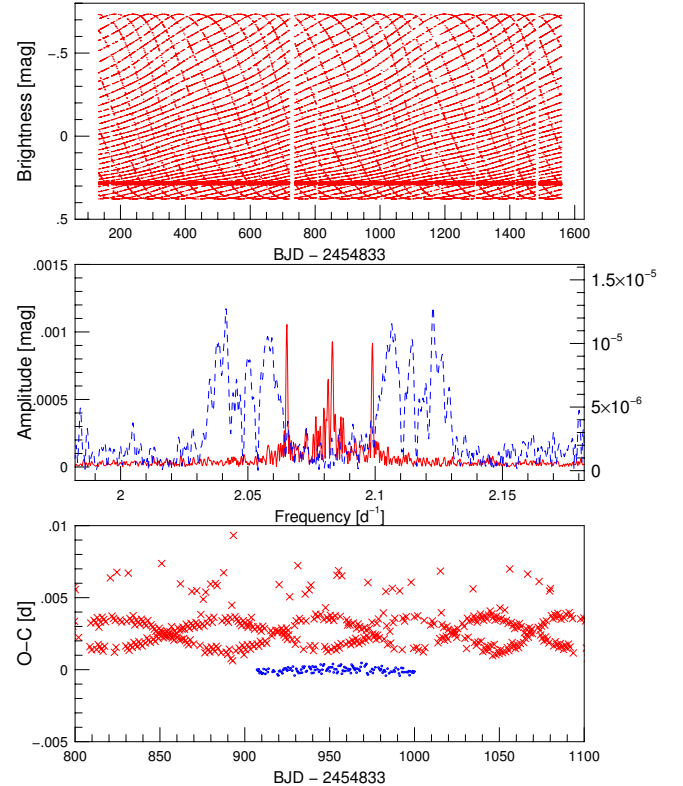 -.5
0
.5
Brightness [mag]
200 400 600 800 1000 1200 1400 1600
BJD − 2454833
.0015
.001
.0005
0
Amplitude [mag]
1.5×10⁻⁵
10⁻⁵
5×10⁻⁶
0
2 2.05 2.1 2.15
Frequency [d⁻¹]
.01
.005
0
−.005
O−C [d]
800 850 900 950 1000 1050 1100
BJD − 2454833